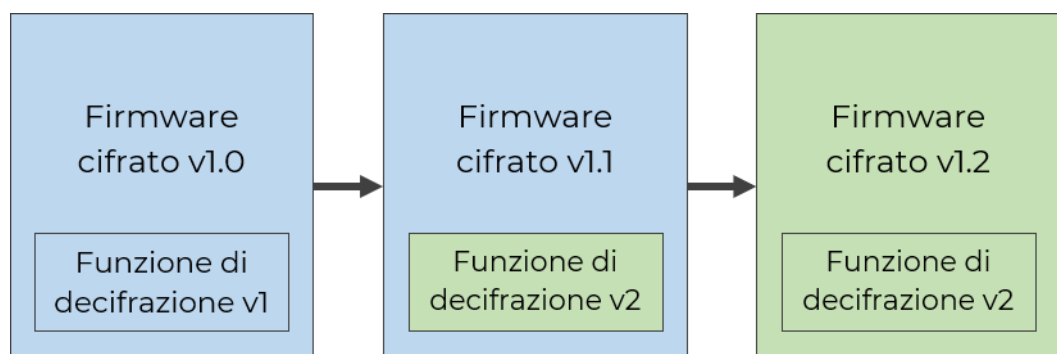 Firmware
cifrato v1.0
Funzione di
decifrazione v1
Firmware
cifrato v1.1
Funzione di
decifrazione v2
Firmware
cifrato v1.2
Funzione di
decifrazione v2